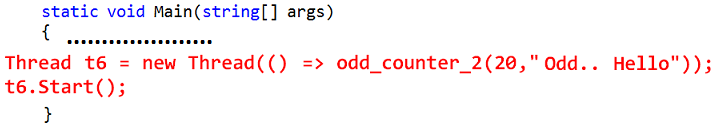 static void Main(string[] args)
{ .....................
Thread t6 = new Thread(() => odd_counter_2(20," Odd.. Hello"));
t6.Start();
}